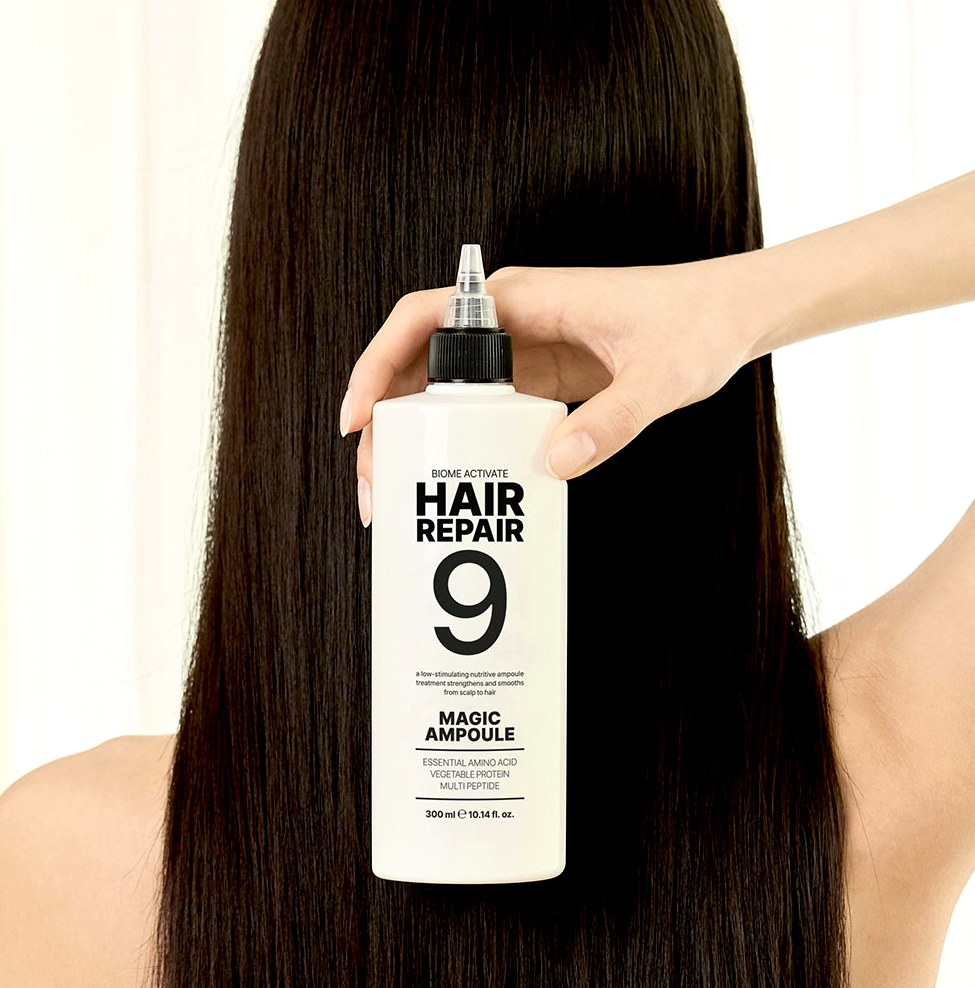 BIOME ACTIVATE
HAIR
REPAIR
9
a low-stimulating nutritive ampoule
treatment strengthens and smooths
from scalp to hair
MAGIC
AMPOULE
ESSENTIAL AMINO ACID
VEGETABLE PROTEIN
MULTI PEPTIDE
300 ml ℮ 10.14 fl. oz.